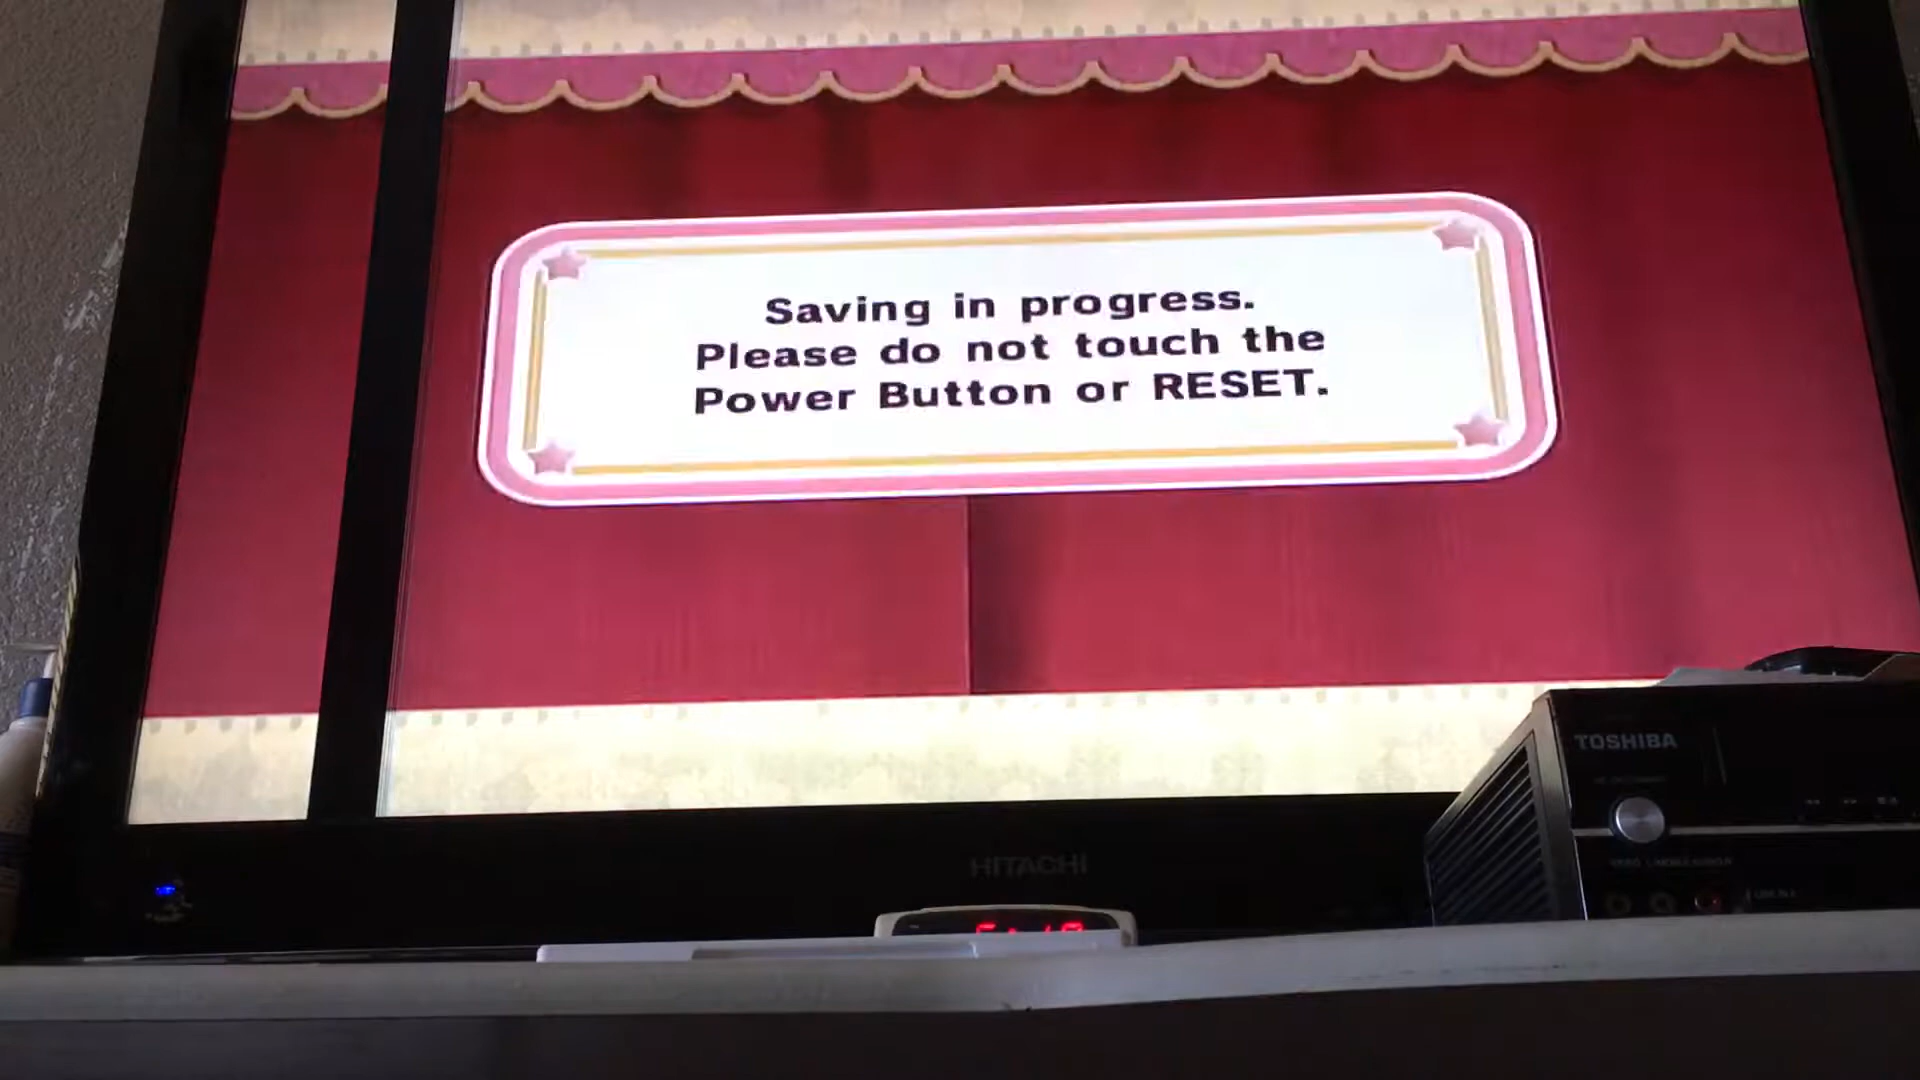 Saving in progress.
Please do not touch the
Power Button or RESET.
TOSHIBA
HITACHI